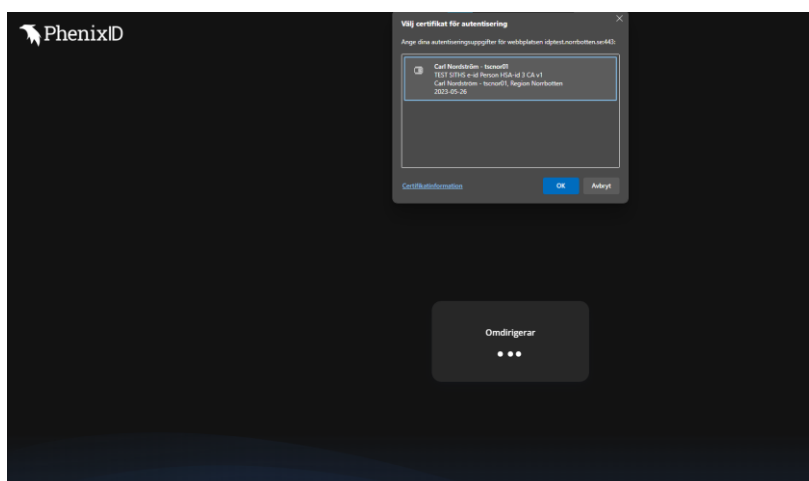 PhenixID
Välj certifikat för autentisering
Ange dina autentiseringsuppgifter för webbplatsen idptest.norrbotten.se:443:
Carl Nordström - tscnor01
TEST SITHS e-id Person HSA-id 3 CA v1
Carl Nordström - tscnor01, Region Norrbotten
2023-05-26
Certifikatinformation
OK
Avbryt
Omdirigerar